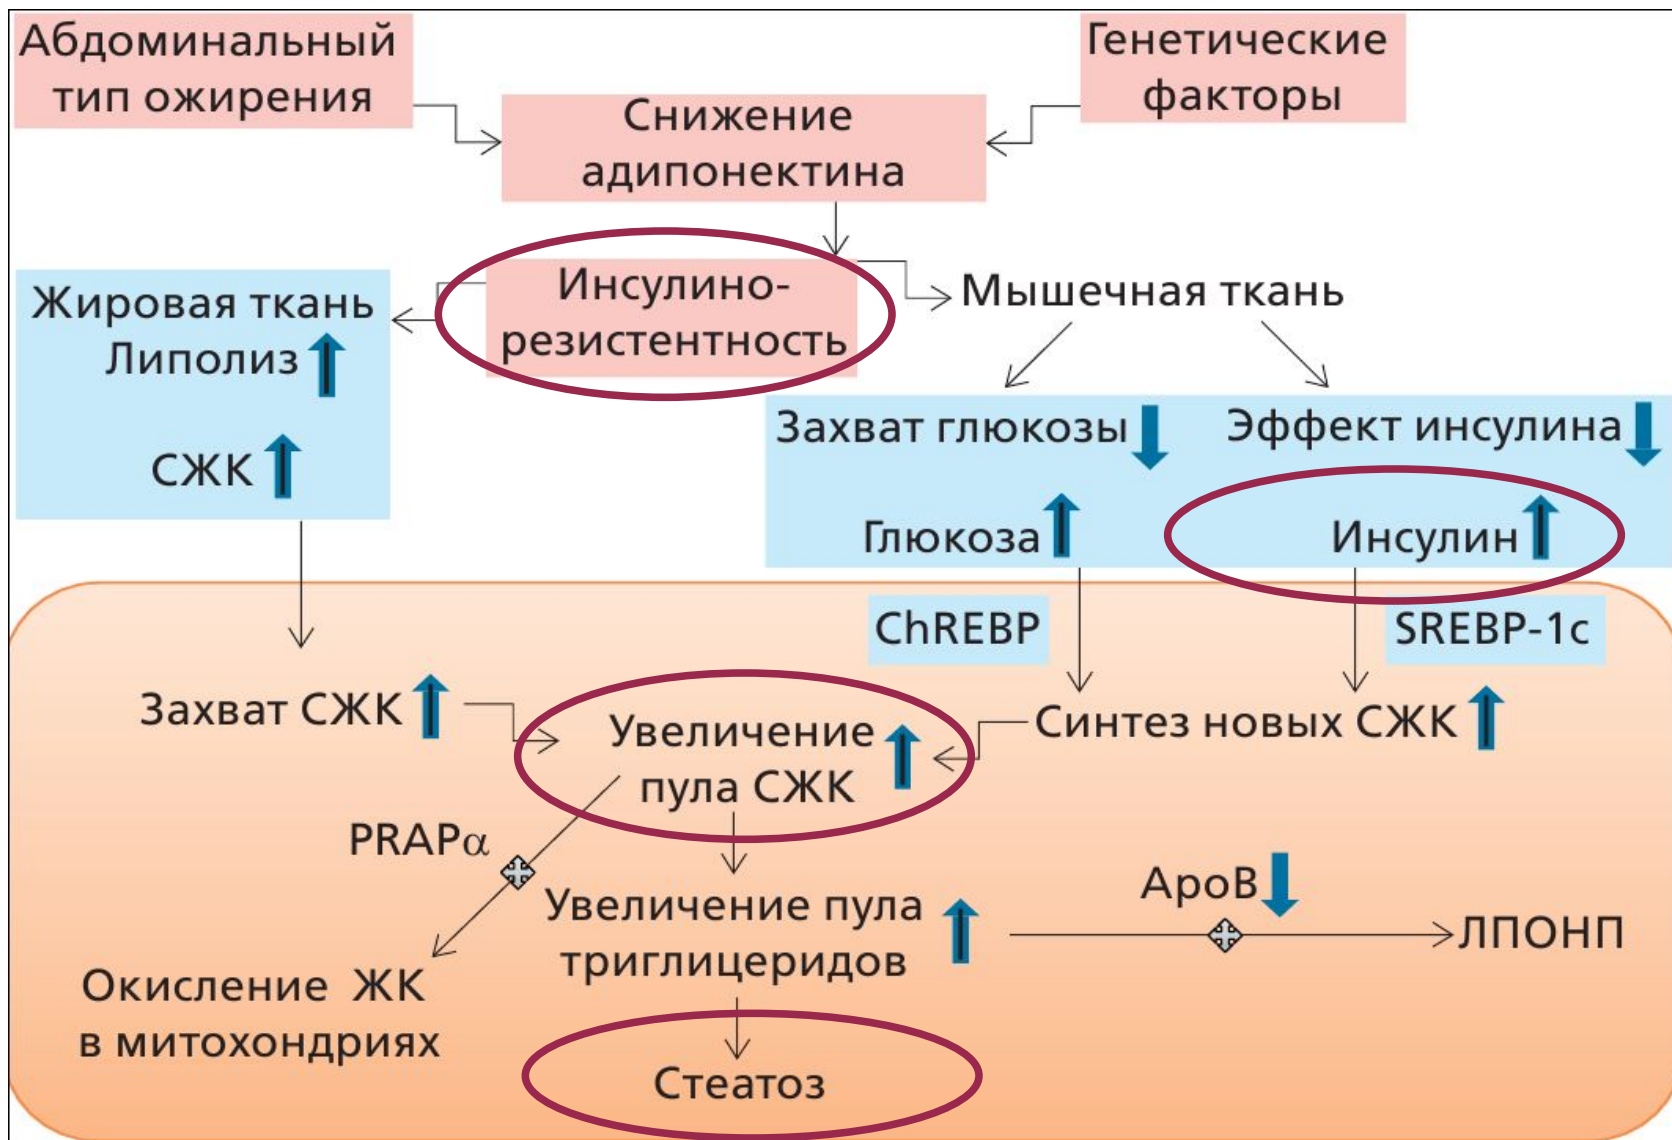 Абдоминальный
тип ожирения
Генетические
факторы
Снижение
адипонектина
Инсулино-
резистентность
Жировая ткань
Липолиз
СЖК
Мышечная ткань
Захват глюкозы
Эффект инсулина
Глюкоза
Инсулин
ChREBP
SREBP-1c
Захват СЖК
Увеличение
пула СЖК
Синтез новых СЖК
PRAPα
Увеличение пула
триглицеридов
АроВ
ЛПОНП
Окисление ЖК
в митохондриях
Стеатоз